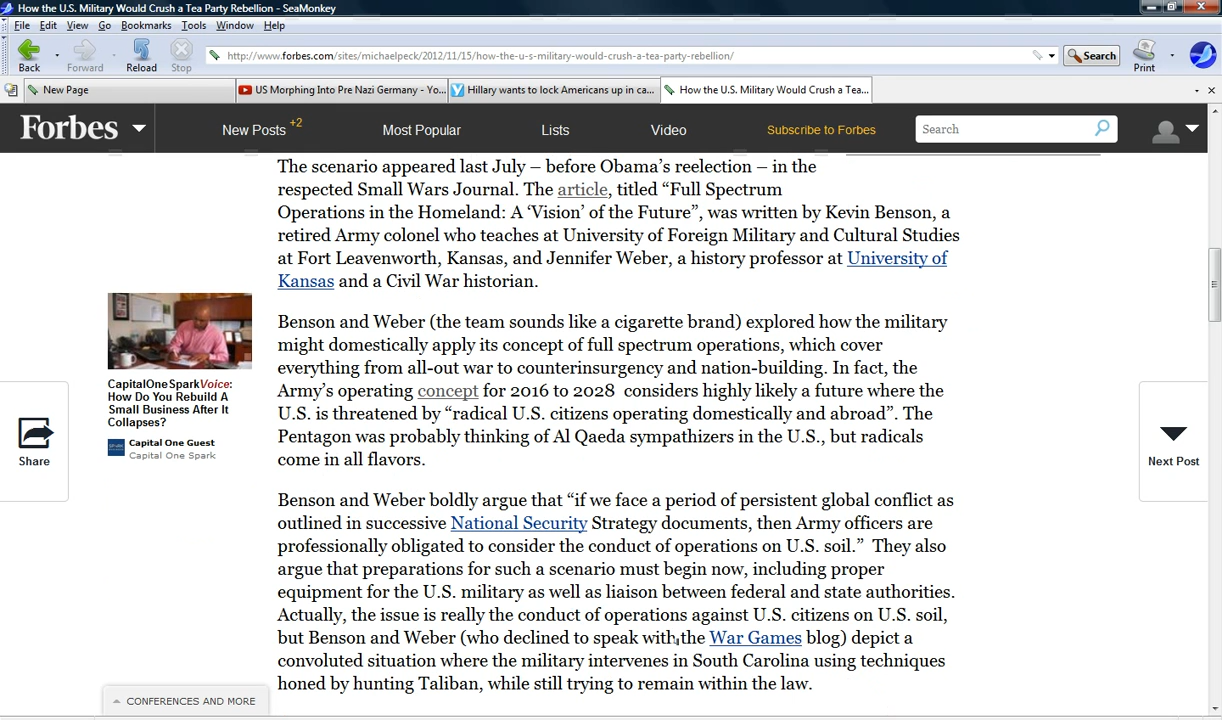 How the U.S. Military Would Crush a Tea Party Rebellion - SeaMonkey
File Edit View Go Bookmarks Tools Window Help
Back Forward Reload Stop
http://www.forbes.com/sites/michaelpeck/2012/11/15/how-the-u-s-military-would-crush-a-tea-party-rebellion/
Search
Print
New Page
US Morphing Into Pre Nazi Germany - Yo...
Hillary wants to lock Americans up in ca...
How the U.S. Military Would Crush a Tea...
Forbes
New Posts +2
Most Popular
Lists
Video
Subscribe to Forbes
Search
The scenario appeared last July – before Obama's reelection – in the
respected Small Wars Journal. The article, titled “Full Spectrum
Operations in the Homeland: A ‘Vision’ of the Future”, was written by Kevin Benson, a
retired Army colonel who teaches at University of Foreign Military and Cultural Studies
at Fort Leavenworth, Kansas, and Jennifer Weber, a history professor at University of
Kansas and a Civil War historian.
Benson and Weber (the team sounds like a cigarette brand) explored how the military
might domestically apply its concept of full spectrum operations, which cover
everything from all-out war to counterinsurgency and nation-building. In fact, the
Army's operating concept for 2016 to 2028 considers highly likely a future where the
U.S. is threatened by “radical U.S. citizens operating domestically and abroad”. The
Pentagon was probably thinking of Al Qaeda sympathizers in the U.S., but radicals
come in all flavors.
Benson and Weber boldly argue that “if we face a period of persistent global conflict as
outlined in successive National Security Strategy documents, then Army officers are
professionally obligated to consider the conduct of operations on U.S. soil.” They also
argue that preparations for such a scenario must begin now, including proper
equipment for the U.S. military as well as liaison between federal and state authorities.
Actually, the issue is really the conduct of operations against U.S. citizens on U.S. soil,
but Benson and Weber (who declined to speak with the War Games blog) depict a
convoluted situation where the military intervenes in South Carolina using techniques
honed by hunting Taliban, while still trying to remain within the law.
CapitalOneSparkVoice:
How Do You Rebuild A
Small Business After It
Collapses?
Capital One Guest
Capital One Spark
Share
Next Post
CONFERENCES AND MORE